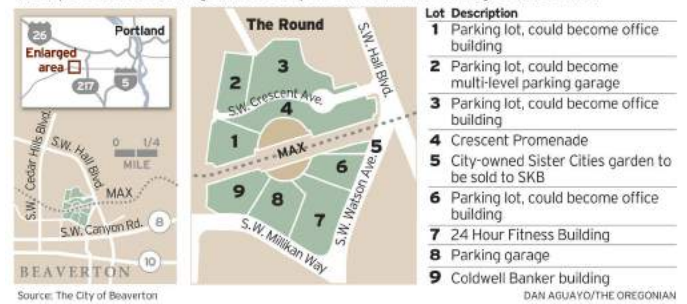 26
Portland
Enlarged
area
217
5
The Round
S.W. Hall Blvd.
3
2
S.W. Crescent Ave.
4
1
MAX
5
6
9
8
7
S.W. Watson Ave.
S.W. Millikan Way
S.W. Cedar Hills Blvd.
S.W. Hall Blvd.
0 1/4
MILE
MAX
S.W. Canyon Rd.
8
10
BEAVERTON
Source: The City of Beaverton
Lot Description
1 Parking lot, could become office
building
2 Parking lot, could become
multi-level parking garage
3 Parking lot, could become office
building
4 Crescent Promenade
5 City-owned Sister Cities garden to
be sold to SKB
6 Parking lot, could become office
building
7 24 Hour Fitness Building
8 Parking garage
9 Coldwell Banker building
DAN AGUAYO/THE OREGONIAN